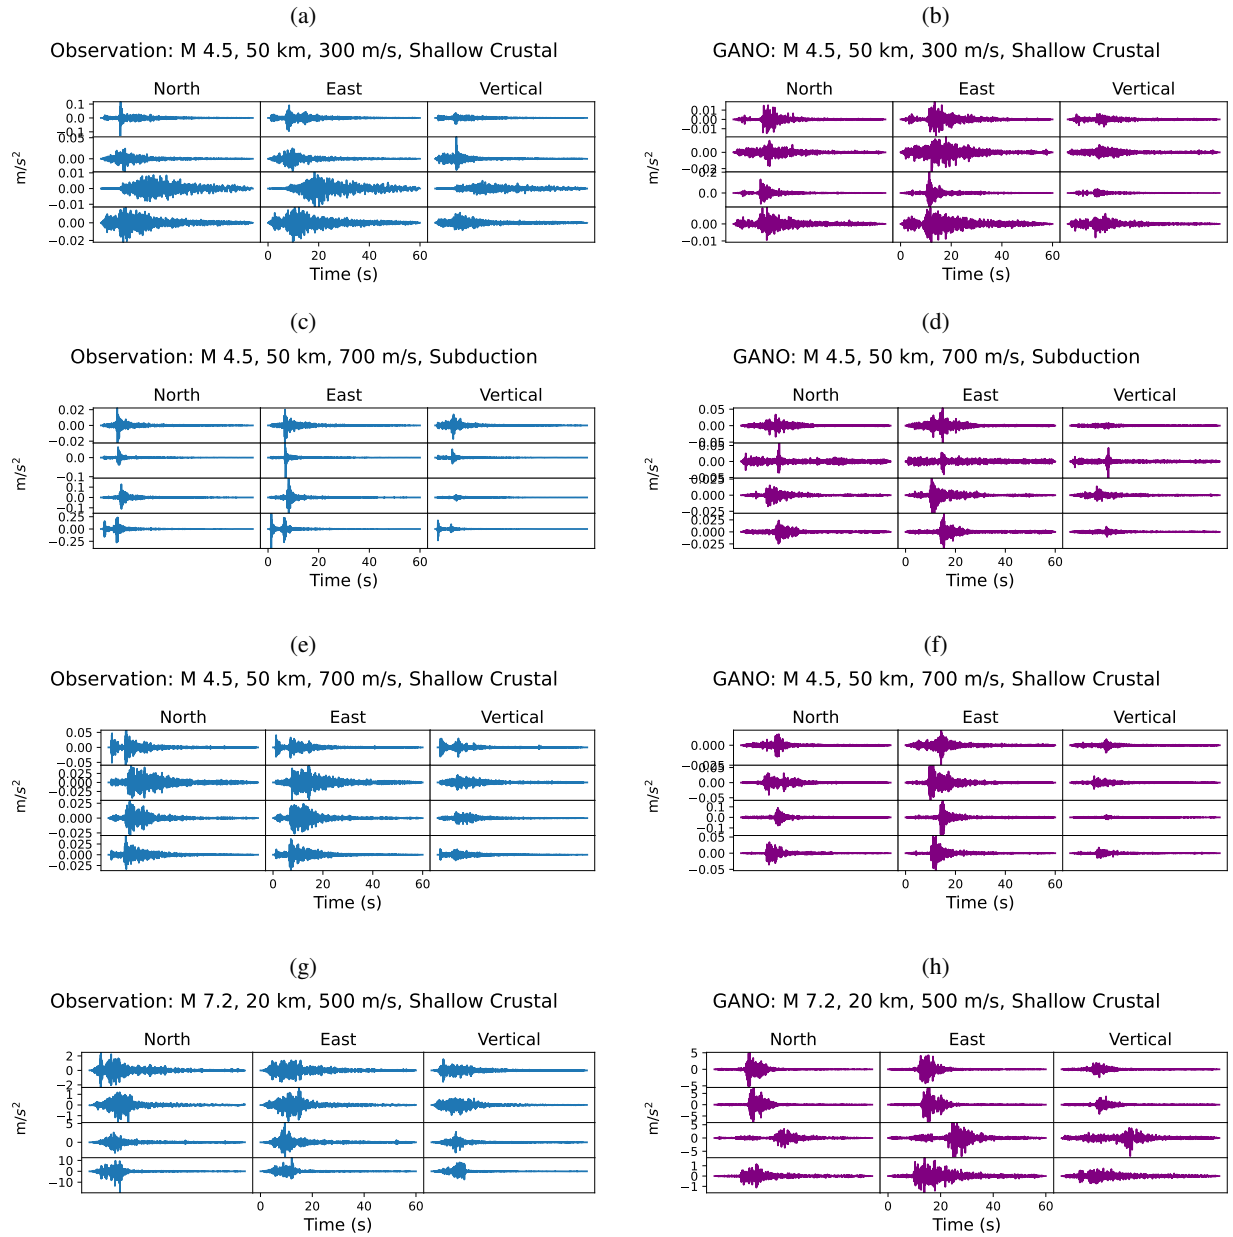 (a)
Observation: M 4.5, 50 km, 300 m/s, Shallow Crustal
North East Vertical
0.1
0.0
−0.1
0.05
0.00
0.01
0.00
−0.01
0.00
−0.02
m/s²
0 20 40 60
Time (s)
(b)
GANO: M 4.5, 50 km, 300 m/s, Shallow Crustal
North East Vertical
0.01
0.00
−0.01
0.00
−0.02
0.2
0.0
0.00
−0.01
m/s²
0 20 40 60
Time (s)
(c)
Observation: M 4.5, 50 km, 700 m/s, Subduction
North East Vertical
0.02
0.00
−0.02
0.0
−0.1
0.1
0.0
−0.1
0.25
0.00
−0.25
m/s²
0 20 40 60
Time (s)
(d)
GANO: M 4.5, 50 km, 700 m/s, Subduction
North East Vertical
0.05
0.00
−0.05
0.00
0.000
−0.025
0.025
0.000
−0.025
m/s²
0 20 40 60
Time (s)
(e)
Observation: M 4.5, 50 km, 700 m/s, Shallow Crustal
North East Vertical
0.05
0.00
−0.05
0.025
0.000
−0.025
0.025
0.000
−0.025
0.025
0.000
−0.025
m/s²
0 20 40 60
Time (s)
(f)
GANO: M 4.5, 50 km, 700 m/s, Shallow Crustal
North East Vertical
0.000
−0.025
0.05
0.00
−0.05
0.1
0.0
−0.1
0.05
0.00
−0.05
m/s²
0 20 40 60
Time (s)
(g)
Observation: M 7.2, 20 km, 500 m/s, Shallow Crustal
North East Vertical
2
0
−2
1
0
−1
5
0
10
0
−10
m/s²
0 20 40 60
Time (s)
(h)
GANO: M 7.2, 20 km, 500 m/s, Shallow Crustal
North East Vertical
5
0
−5
5
0
−5
5
0
−5
1
0
−1
m/s²
0 20 40 60
Time (s)